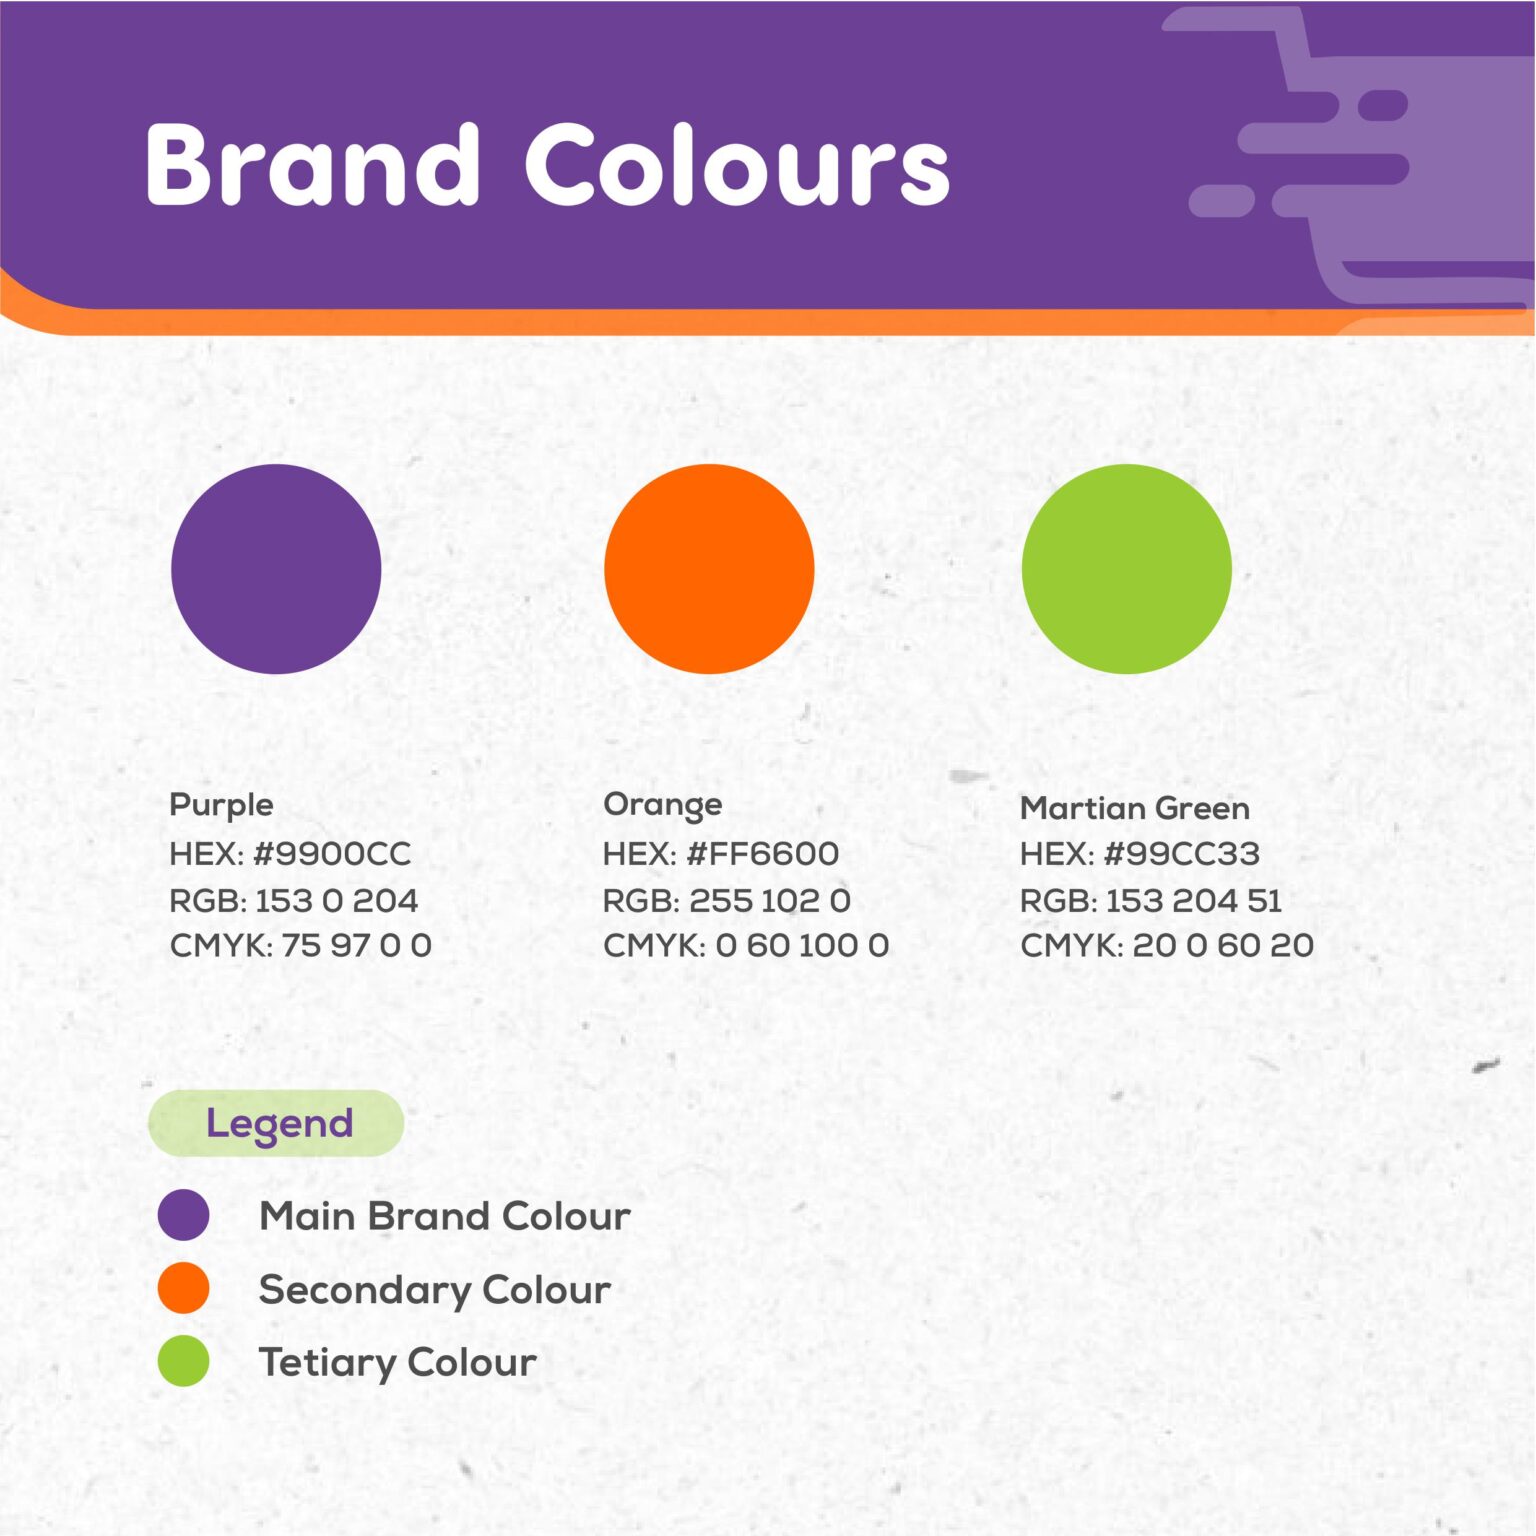 Brand Colours
Purple
HEX: #9900CC
RGB: 153 0 204
CMYK: 75 97 0 0
Orange
HEX: #FF6600
RGB: 255 102 0
CMYK: 0 60 100 0
Martian Green
HEX: #99CC33
RGB: 153 204 51
CMYK: 20 0 60 20
Legend
Main Brand Colour
Secondary Colour
Tetiary Colour